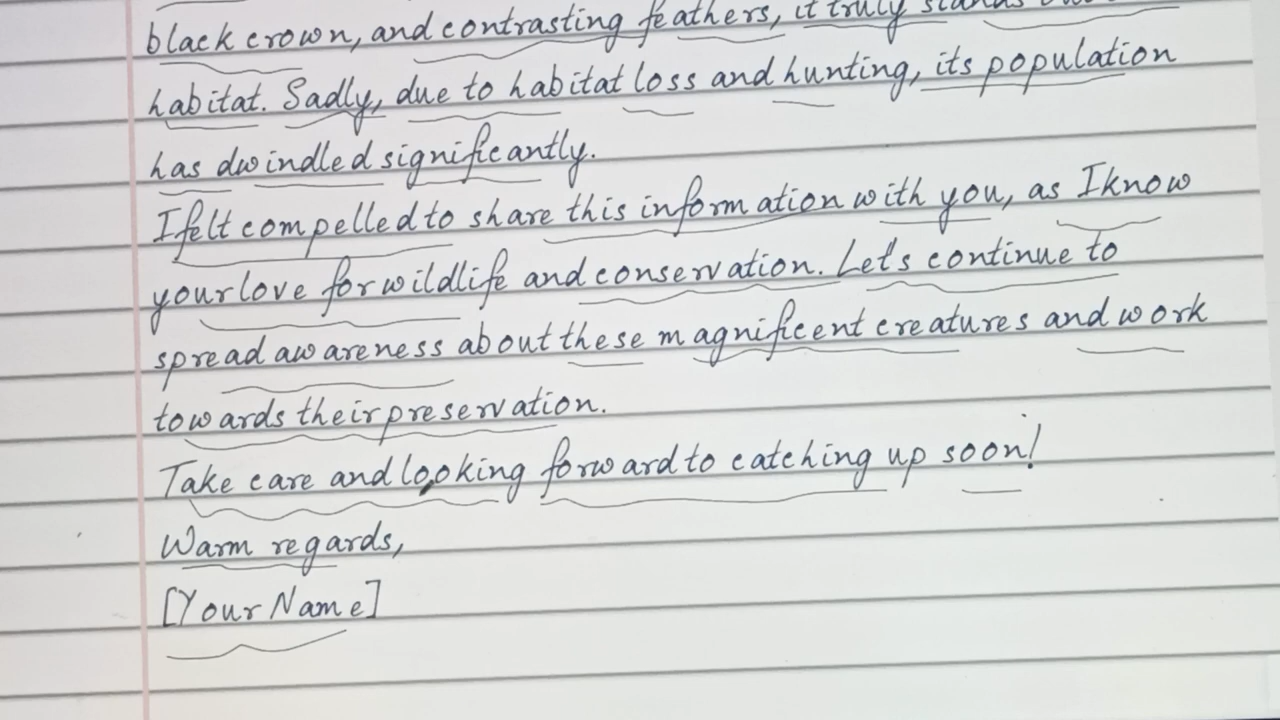 black crown, and contrasting feathers, it truly stands
habitat. Sadly, due to habitat loss and hunting, its population
has dwindled significantly.
I felt compelled to share this information with you, as I know
your love for wildlife and conservation. Let's continue to
spread awareness about these magnificent creatures and work
towards their preservation.
Take care and looking forward to catching up soon!
Warm regards,
[Your Name]